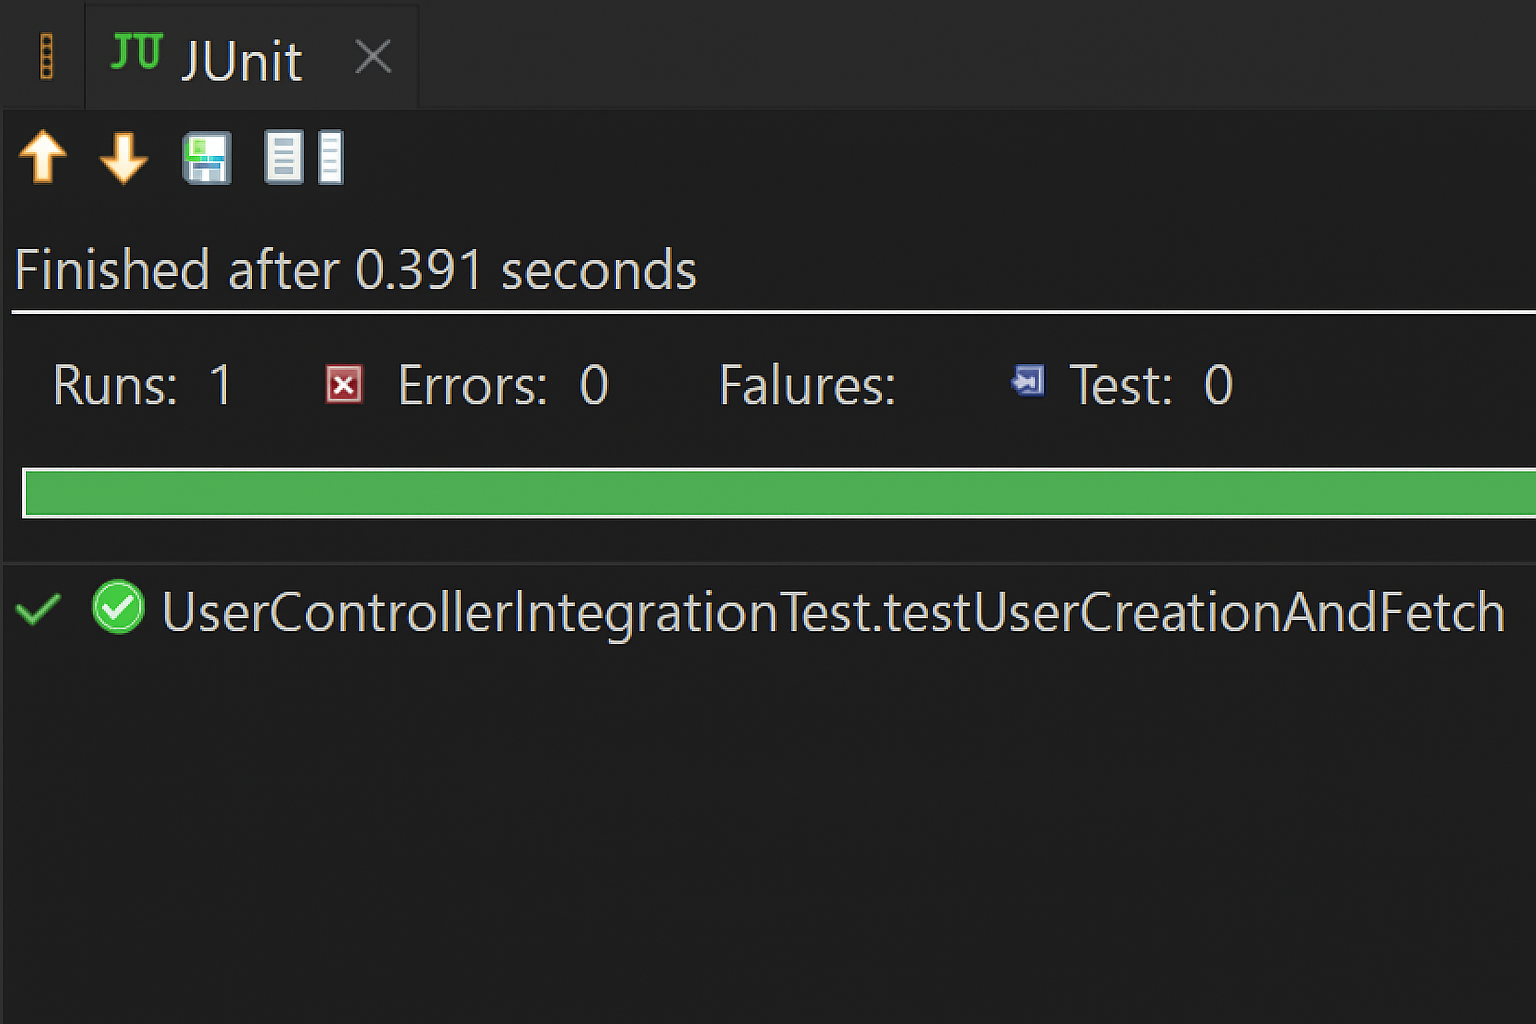 JU JUnit
Finished after 0.391 seconds
Runs: 1 Errors: 0 Falures: Test: 0
UserControllerIntegrationTest.testUserCreationAndFetch